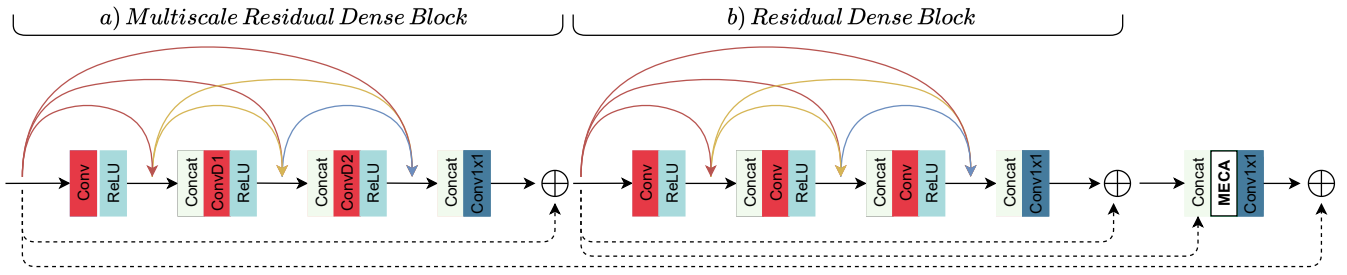 a) Multiscale Residual Dense Block
b) Residual Dense Block
Conv
ReLU
Concat
ConvD1
ReLU
Concat
ConvD2
ReLU
Concat
Conv1x1
Conv
ReLU
Concat
Conv
ReLU
Concat
Conv
ReLU
Concat
Conv1x1
Concat
MECA
Conv1x1